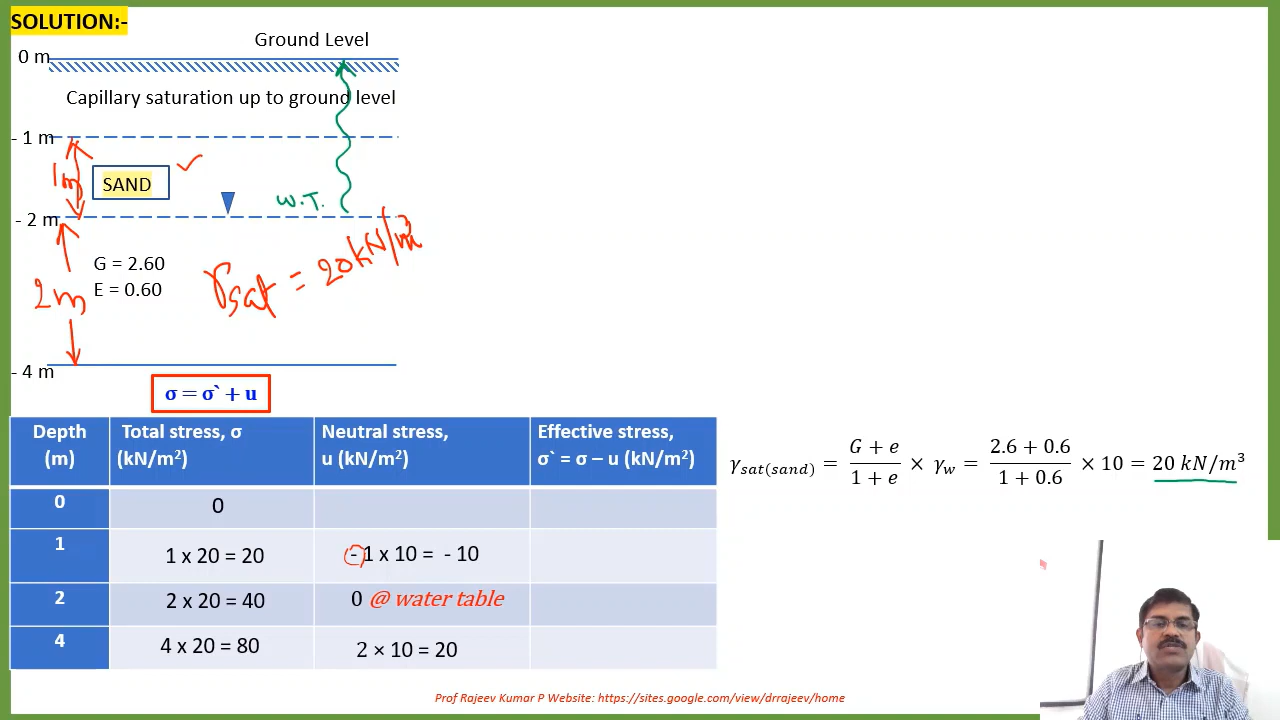 SOLUTION:-
Ground Level
0 m
Capillary saturation up to ground level
- 1 m
1m
SAND
W.T.
- 2 m
G = 2.60
E = 0.60
2m
γsat = 20kN/m³
- 4 m
σ = σ` + u
Depth (m)
Total stress, σ (kN/m²)
Neutral stress, u (kN/m²)
Effective stress, σ` = σ – u (kN/m²)
0
0
1
1 x 20 = 20
- 1 x 10 = - 10
2
2 x 20 = 40
0 @ water table
4
4 x 20 = 80
2 × 10 = 20
γsat(sand) = G + e / 1 + e × γw = 2.6 + 0.6 / 1 + 0.6 × 10 = 20 kN/m³
Prof Rajeev Kumar P Website: https://sites.google.com/view/drrajeev/home